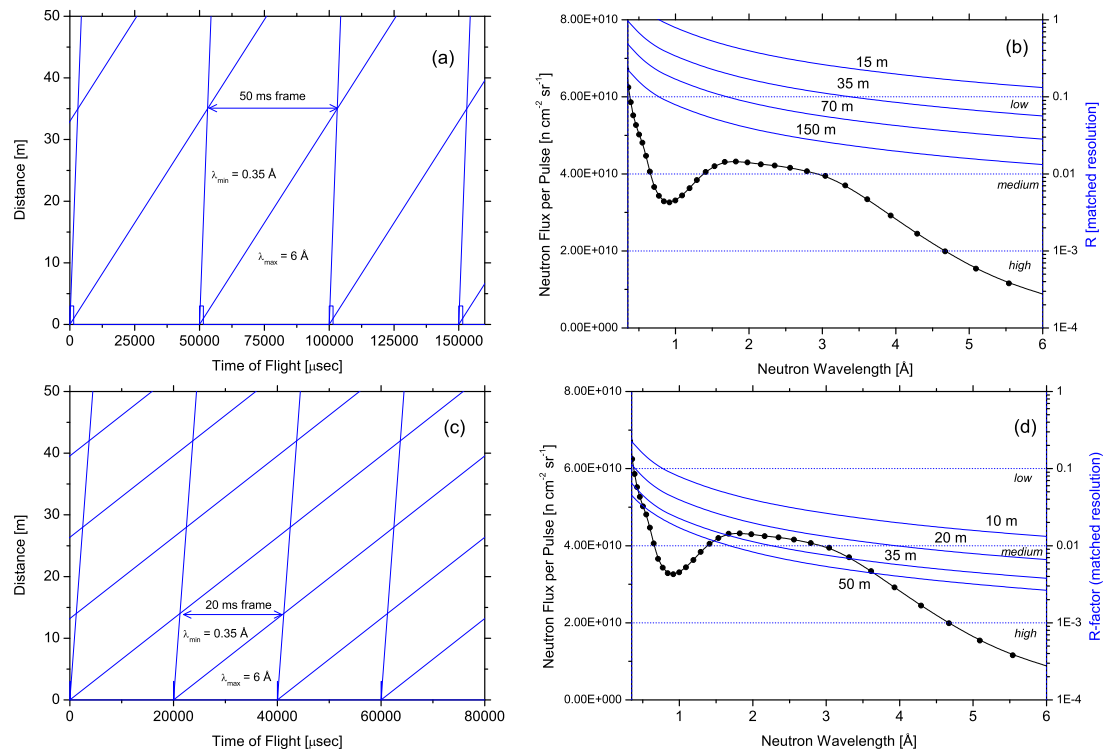 (a)
50
40
30
20
10
0
Distance [m]
50 ms frame
λmin = 0.35 Å
λmax = 6 Å
0 25000 50000 75000 100000 125000 150000
Time of Flight [μsec]
(b)
8.00E+010
6.00E+010
4.00E+010
2.00E+010
0.00E+000
Neutron Flux per Pulse [n cm-2 sr-1]
15 m
35 m
70 m
150 m
low
medium
high
1
0.1
0.01
1E-3
1E-4
R [matched resolution]
1 2 3 4 5 6
Neutron Wavelength [Å]
(c)
50
40
30
20
10
0
Distance [m]
20 ms frame
λmin = 0.35 Å
λmax = 6 Å
0 20000 40000 60000 80000
Time of Flight [μsec]
(d)
8.00E+010
6.00E+010
4.00E+010
2.00E+010
0.00E+000
Neutron Flux per Pulse [n cm-2 sr-1]
10 m
20 m
35 m
50 m
low
medium
high
1
0.1
0.01
1E-3
1E-4
R-factor (matched resolution)
1 2 3 4 5 6
Neutron Wavelength [Å]